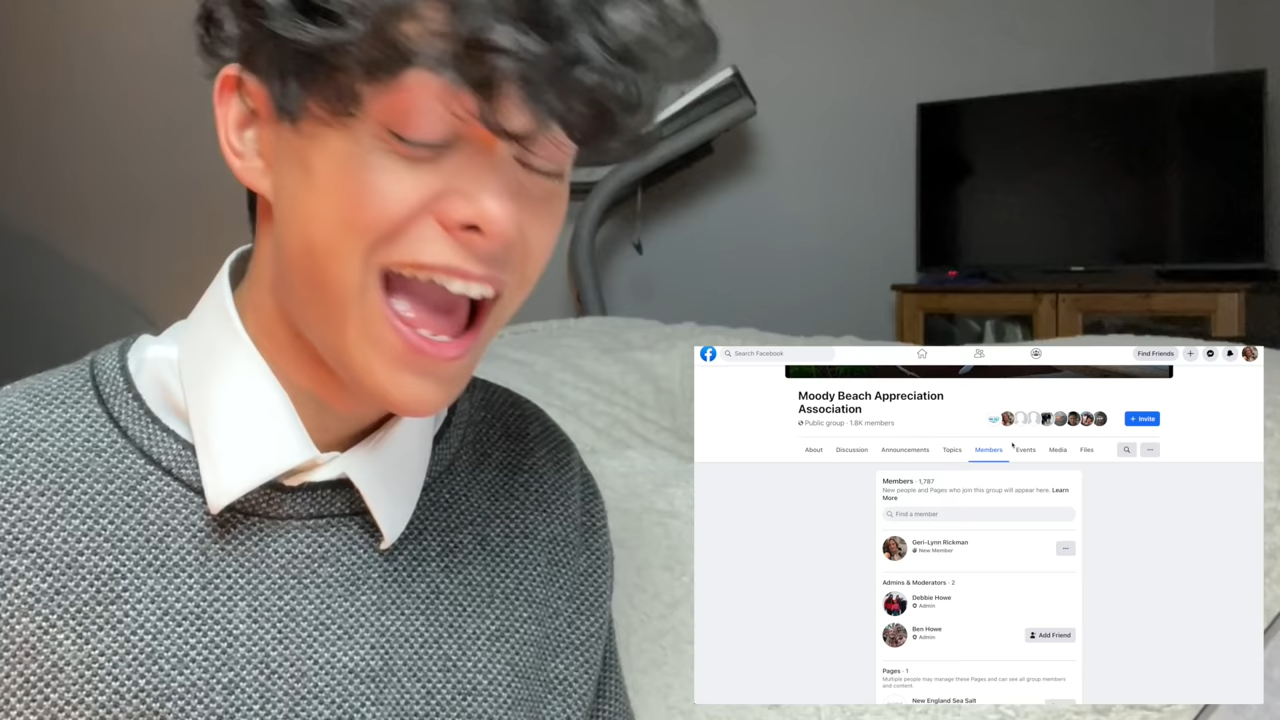 Search Facebook
Find Friends
Moody Beach Appreciation
Association
Public group · 1.8K members
+ Invite
About
Discussion
Announcements
Topics
Members
Events
Media
Files
Members · 1,787
New people and Pages who join this group will appear here. Learn
More
Find a member
Geri-Lynn Rickman
New Member
Admins & Moderators · 2
Debbie Howe
Admin
Ben Howe
Admin
Add Friend
Pages · 1
Multiple people may manage these Pages and can see all group members
and content.
New England Sea Salt